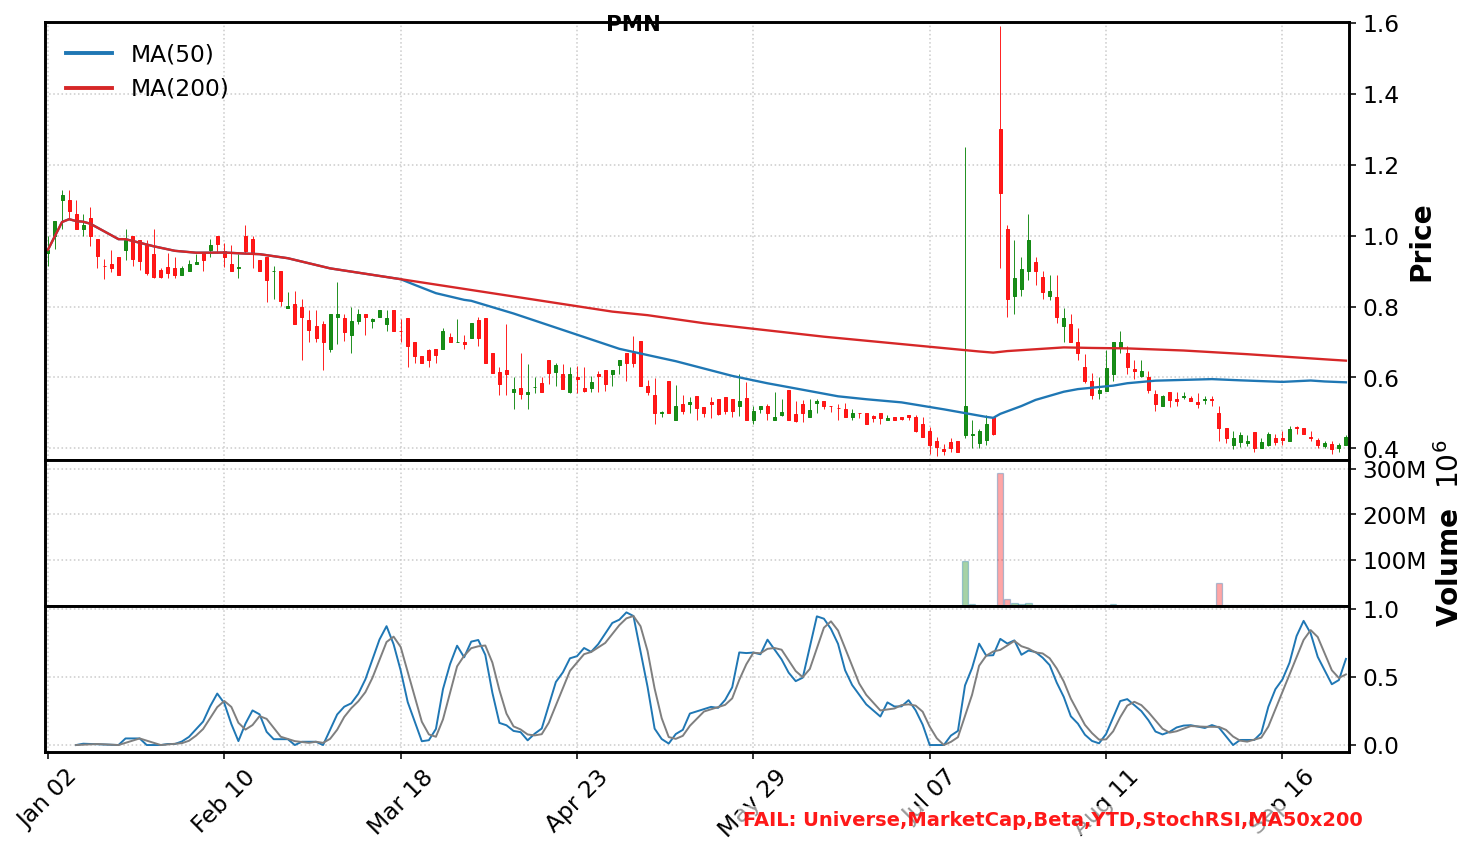 PMN
MA(50)
MA(200)
1.6
1.4
1.2
1.0
0.8
0.6
0.4
Price
300M
200M
100M
Volume 10^6
1.0
0.5
0.0
Jan 02
Feb 10
Mar 18
Apr 23
May 29
Jul 07
Aug 11
Sep 16
FAIL: Universe,MarketCap,Beta,YTD,StochRSI,MA50x200